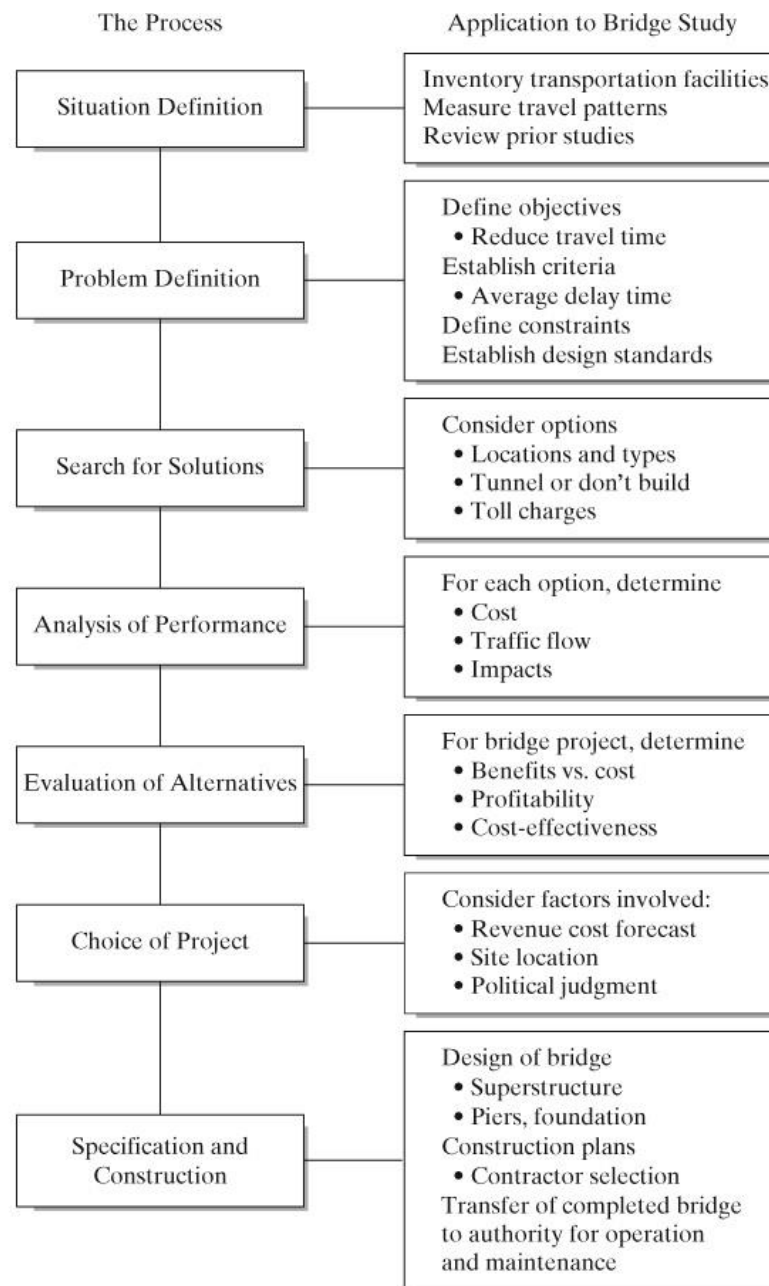 The Process
Application to Bridge Study
Situation Definition
Inventory transportation facilities
Measure travel patterns
Review prior studies
Problem Definition
Define objectives
• Reduce travel time
Establish criteria
• Average delay time
Define constraints
Establish design standards
Search for Solutions
Consider options
• Locations and types
• Tunnel or don't build
• Toll charges
Analysis of Performance
For each option, determine
• Cost
• Traffic flow
• Impacts
Evaluation of Alternatives
For bridge project, determine
• Benefits vs. cost
• Profitability
• Cost-effectiveness
Choice of Project
Consider factors involved:
• Revenue cost forecast
• Site location
• Political judgment
Specification and
Construction
Design of bridge
• Superstructure
• Piers, foundation
Construction plans
• Contractor selection
Transfer of completed bridge
to authority for operation
and maintenance